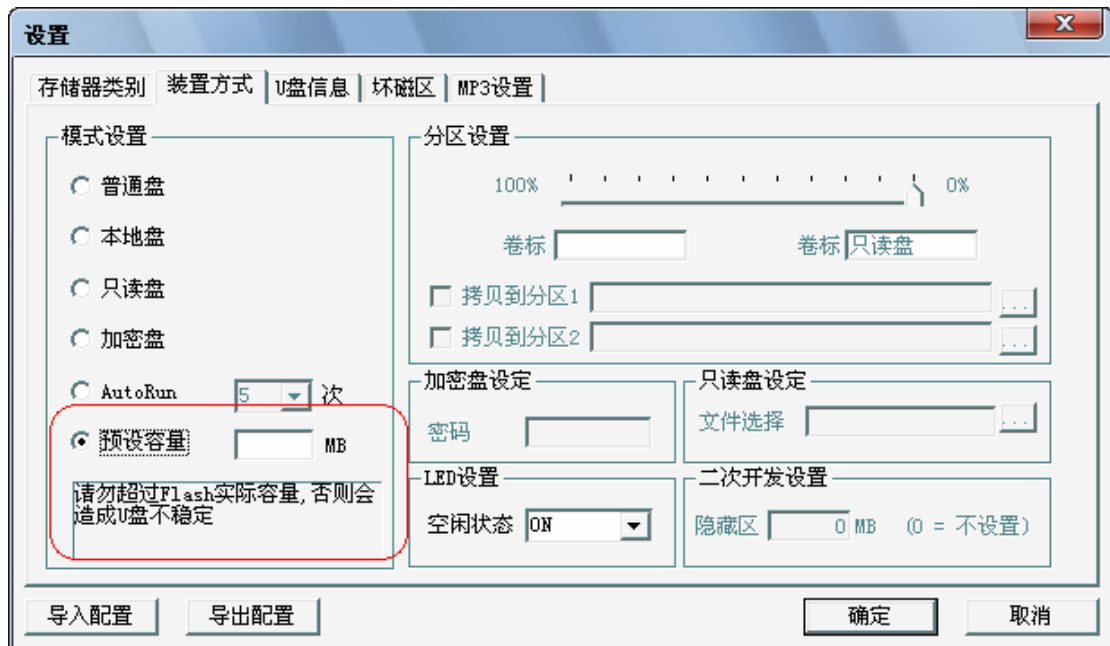 设置
存储器类别 装置方式 U盘信息 坏磁区 MP3设置
模式设置
普通盘
本地盘
只读盘
加密盘
AutoRun 5 次
预设容量 MB
请勿超过Flash实际容量,否则会
造成U盘不稳定
分区设置
100% 0%
卷标 卷标 只读盘
拷贝到分区1 ...
拷贝到分区2 ...
加密盘设定
密码
只读盘设定
文件选择 ...
LED设置
空闲状态 ON
二次开发设置
隐藏区 0 MB (0 = 不设置)
导入配置 导出配置 确定 取消